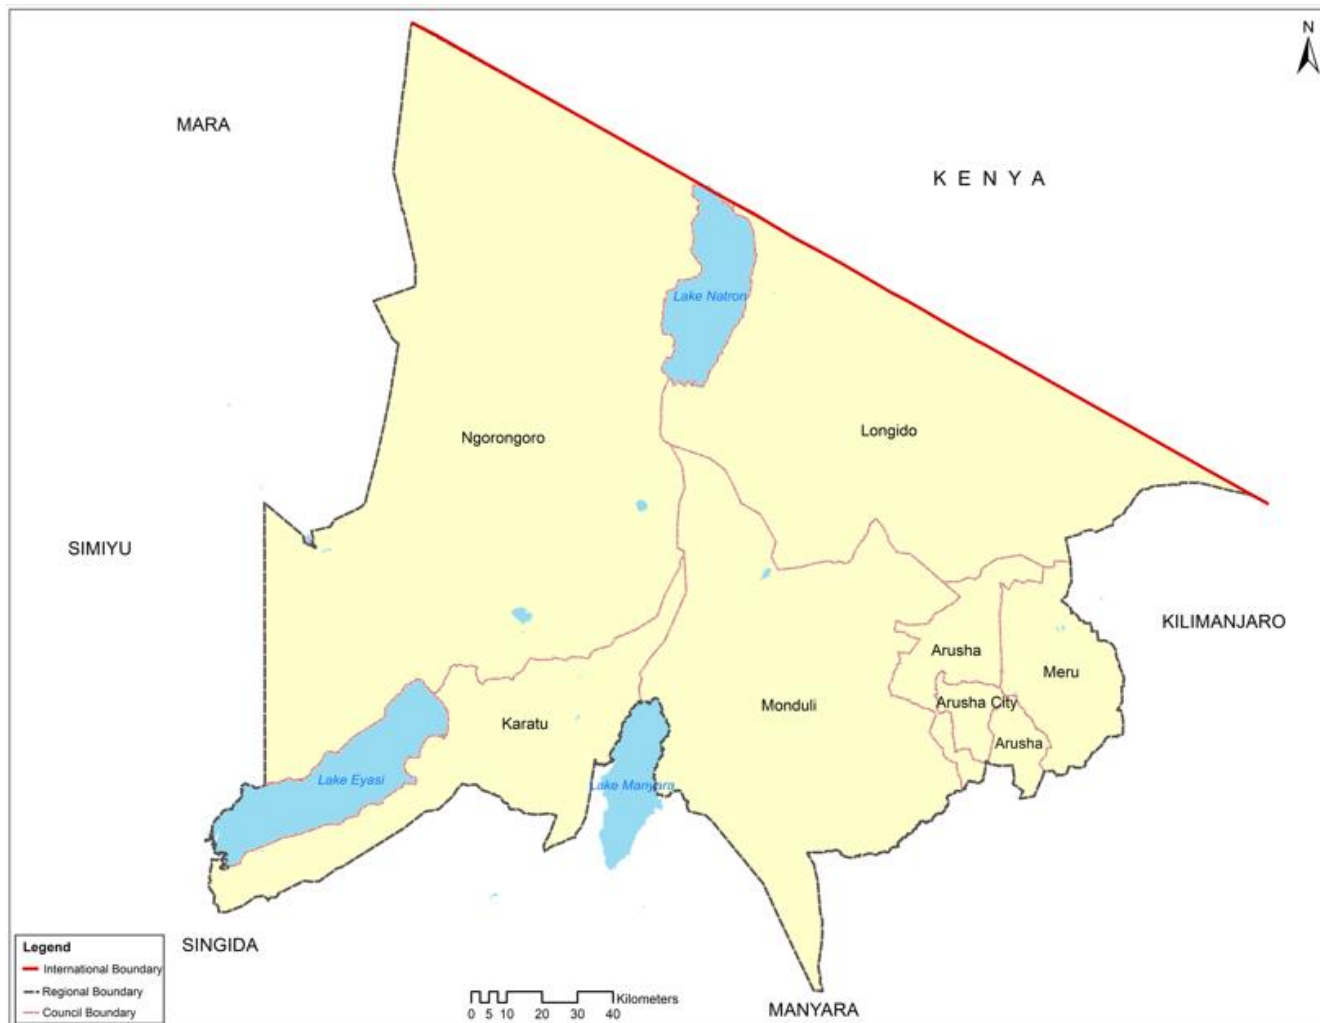 N
MARA
K E N Y A
Lake Natron
Ngorongoro
Longido
SIMIYU
KILIMANJARO
Arusha
Meru
Karatu
Monduli
Arusha City
Arusha
Lake Eyasi
Lake Manyara
SINGIDA
MANYARA
Legend
International Boundary
Regional Boundary
Council Boundary
Kilometers
0 5 10 20 30 40